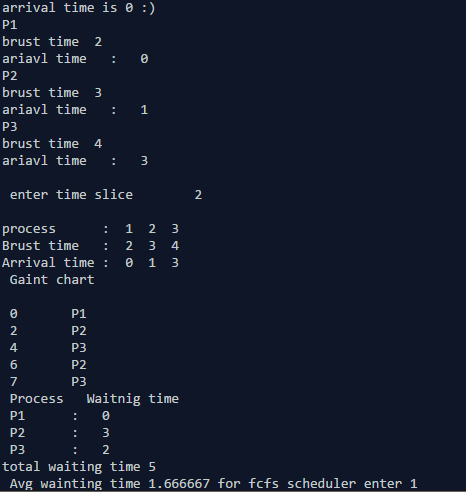 arrival time is 0 :)
P1
brust time  2
ariavl time   :   0
P2
brust time  3
ariavl time   :   1
P3
brust time  4
ariavl time   :   3
enter time slice        2
process      :  1  2  3
Brust time   :  2  3  4
Arrival time :  0  1  3
Gaint chart
0       P1
2       P2
4       P3
6       P2
7       P3
Process   Waitnig time
P1      :   0
P2      :   3
P3      :   2
total waiting time 5
Avg wainting time 1.666667 for fcfs scheduler enter 1